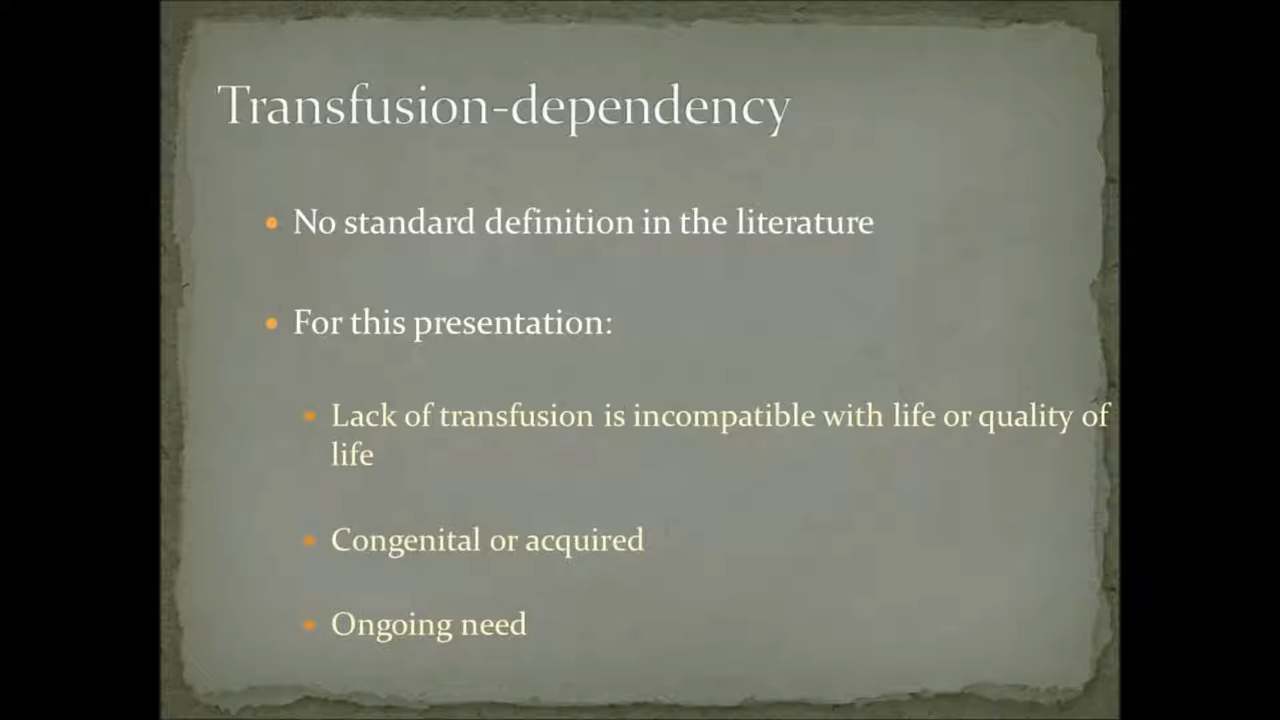 Transfusion-dependency
No standard definition in the literature
For this presentation:
Lack of transfusion is incompatible with life or quality of
life
Congenital or acquired
Ongoing need